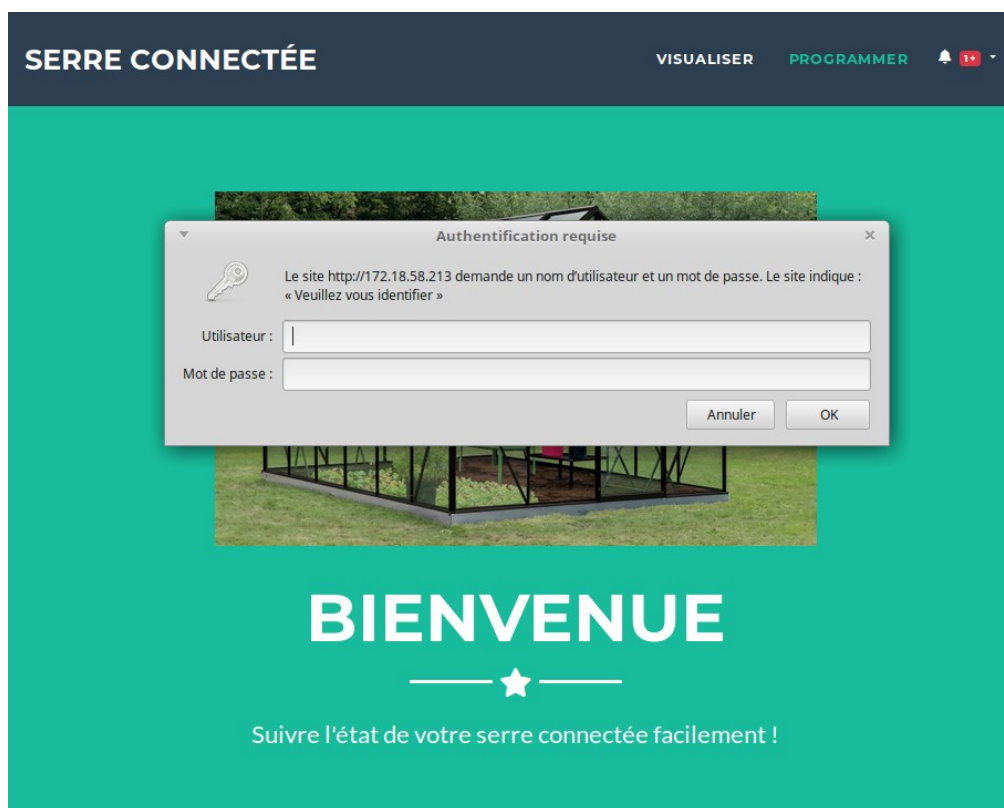 SERRE CONNECTÉE
VISUALISER PROGRAMMER 1+
Authentification requise
Le site http://172.18.58.213 demande un nom d’utilisateur et un mot de passe. Le site indique :
« Veuillez vous identifier »
Utilisateur :
Mot de passe :
Annuler OK
BIENVENUE
Suivre l'état de votre serre connectée facilement !